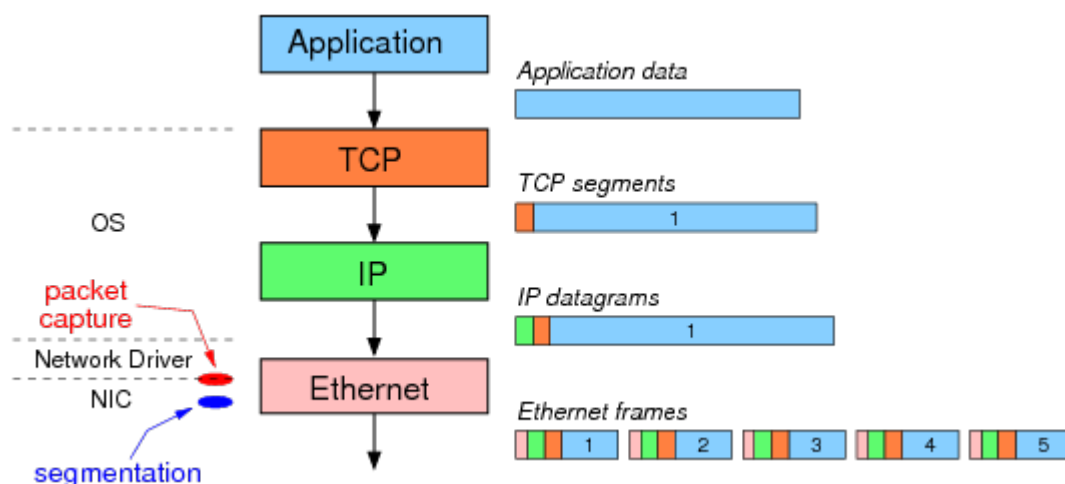 Application
Application data
TCP
TCP segments
1
OS
IP
IP datagrams
1
packet
capture
Network Driver
NIC
Ethernet
Ethernet frames
1 2 3 4 5
segmentation